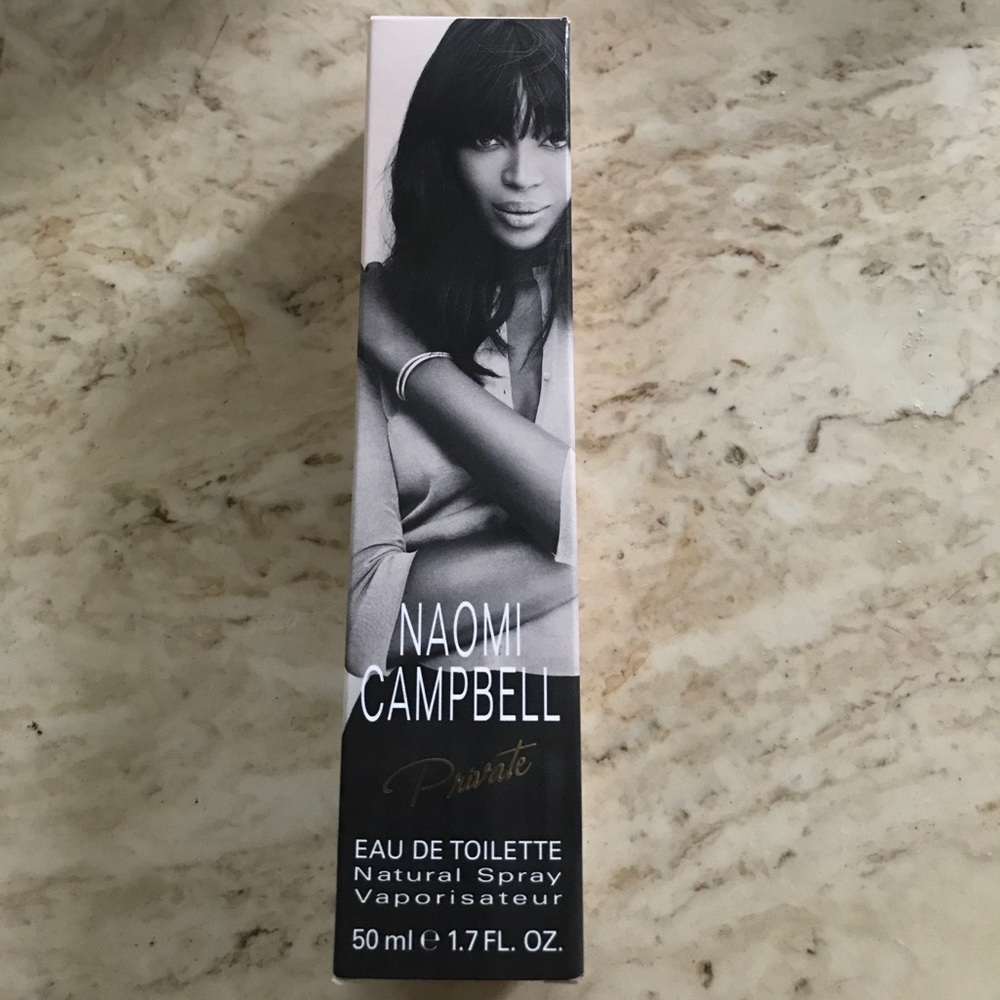 NAOMI
CAMPBELL
Private
EAU DE TOILETTE
Natural Spray
Vaporisateur
50 ml ℮ 1.7 FL. OZ.